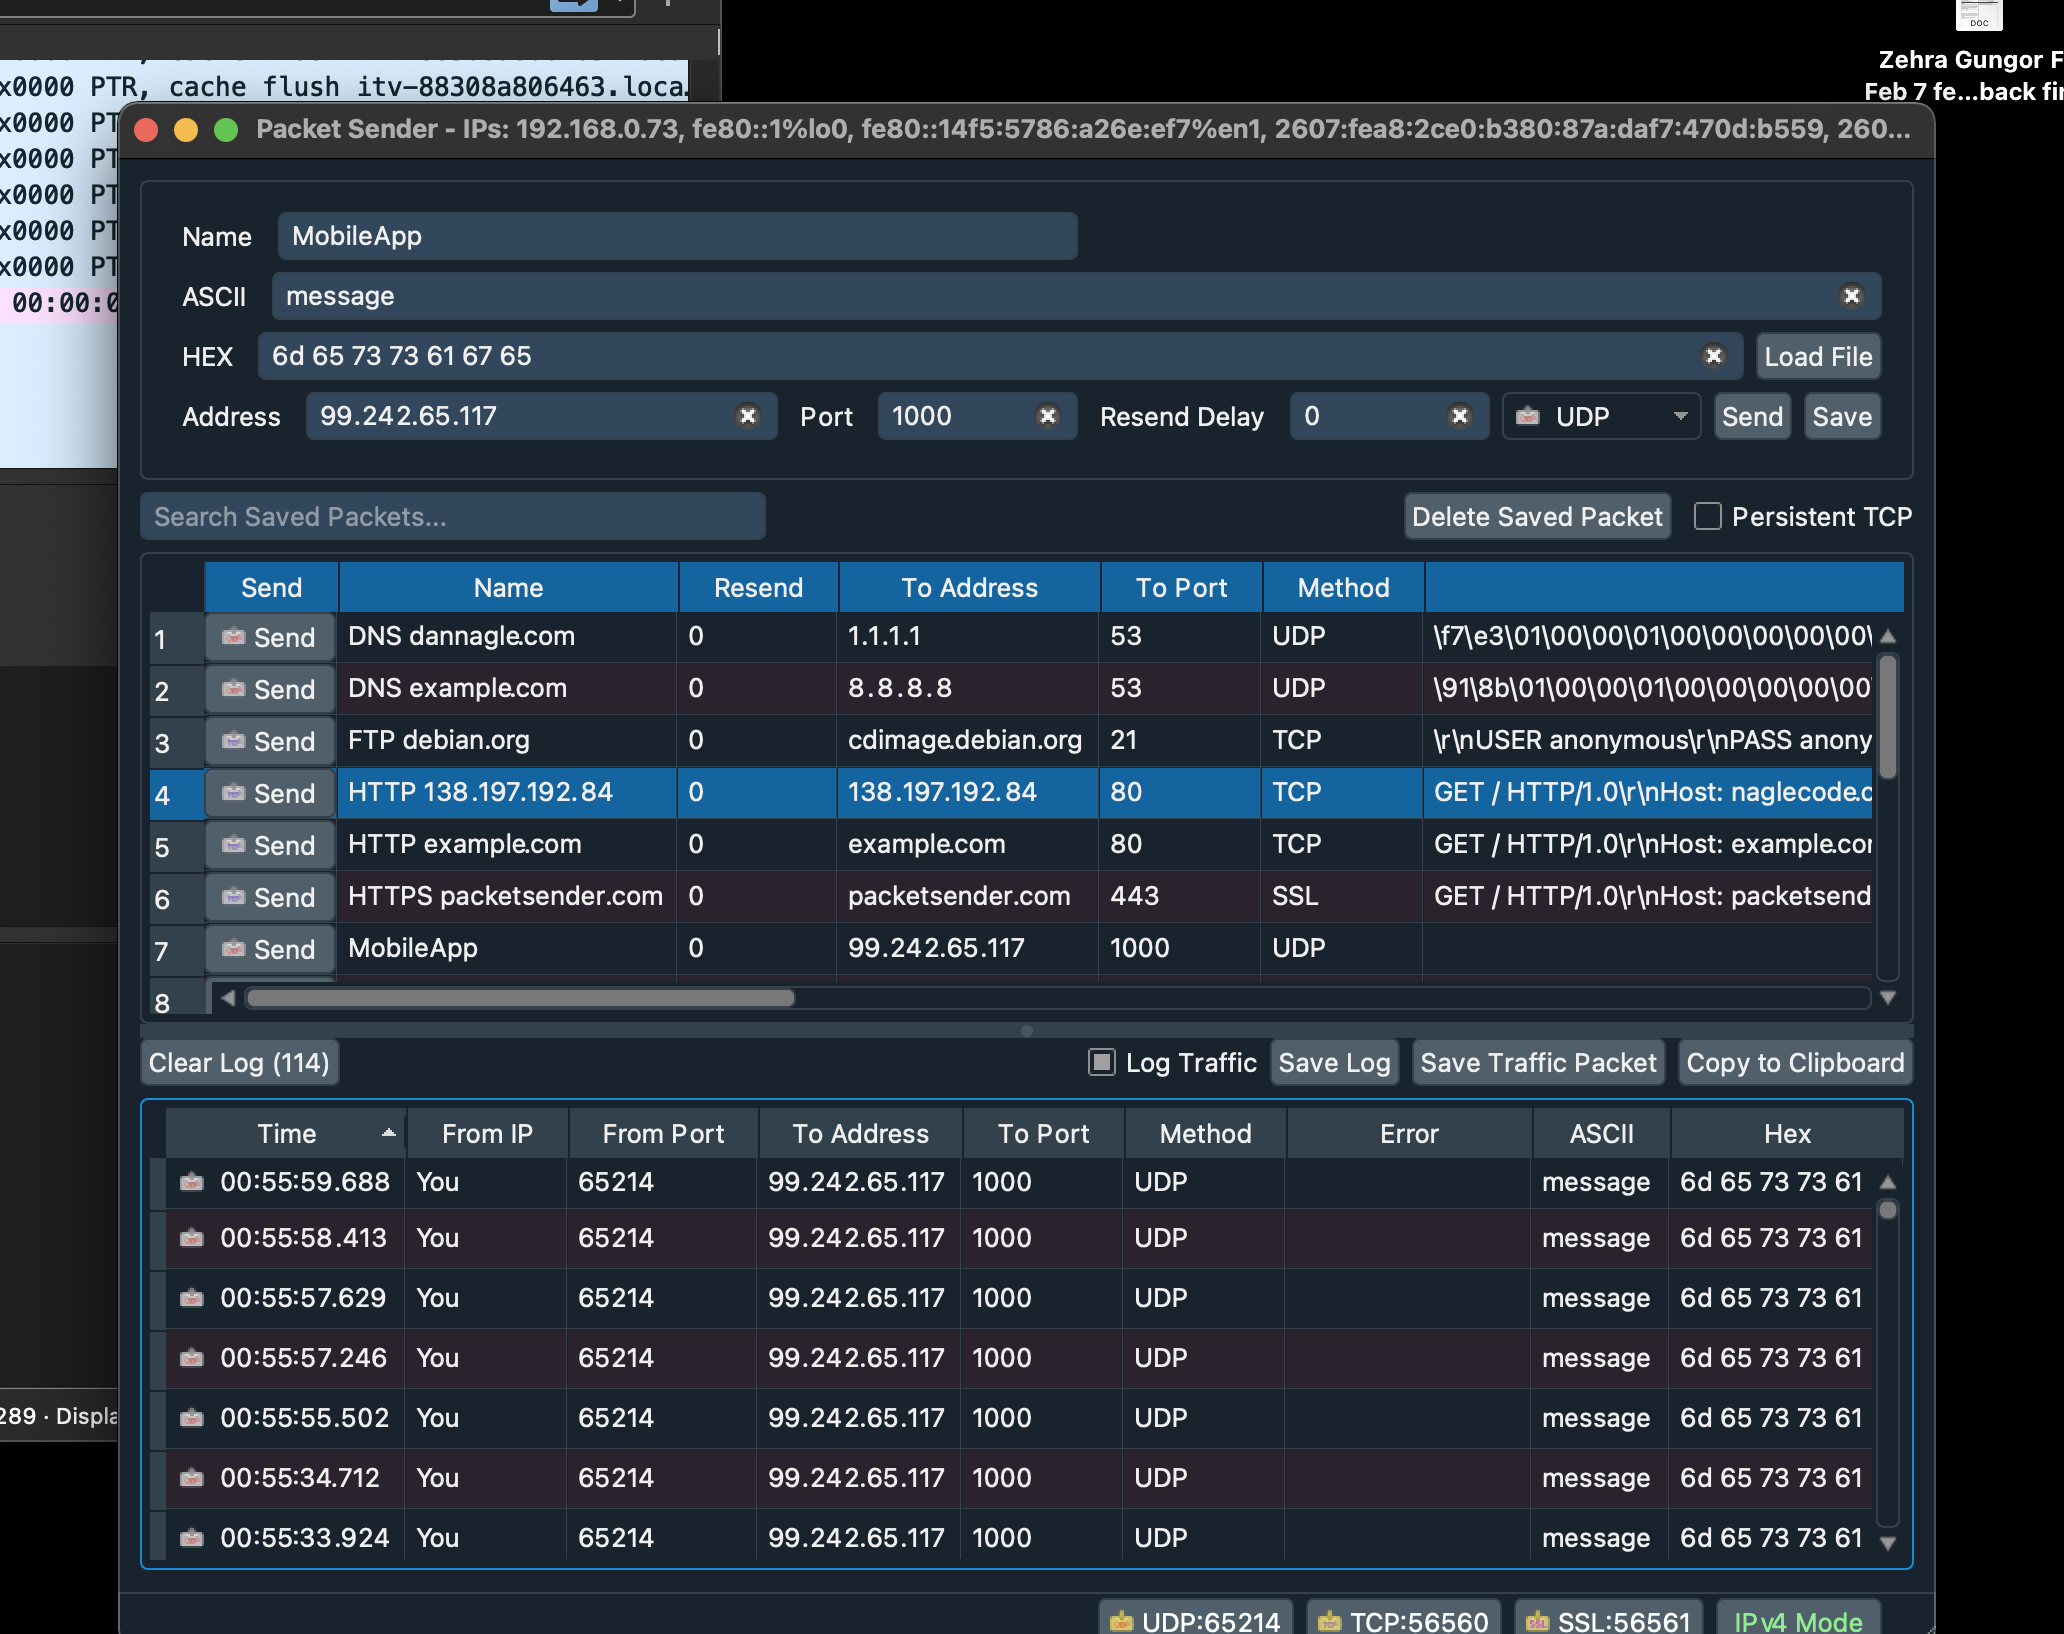 DOC
Zehra Gungor F
Feb 7 fe...back fir
x0000 PTR, cache flush itv-88308a806463.loca.
x0000 PT
x0000 PT
x0000 PT
x0000 PT
x0000 PT
00:00:0
289 · Displa
Packet Sender - IPs: 192.168.0.73, fe80::1%lo0, fe80::14f5:5786:a26e:ef7%en1, 2607:fea8:2ce0:b380:87a:daf7:470d:b559, 260...
Name MobileApp
ASCII message
HEX 6d 65 73 73 61 67 65 Load File
Address 99.242.65.117 Port 1000 Resend Delay 0 UDP Send Save
Search Saved Packets... Delete Saved Packet Persistent TCP
Send Name Resend To Address To Port Method
1 Send DNS dannagle.com 0 1.1.1.1 53 UDP \f7\e3\01\00\00\01\00\00\00\00\00\
2 Send DNS example.com 0 8.8.8.8 53 UDP \91\8b\01\00\00\01\00\00\00\00\00
3 Send FTP debian.org 0 cdimage.debian.org 21 TCP \r\nUSER anonymous\r\nPASS anony
4 Send HTTP 138.197.192.84 0 138.197.192.84 80 TCP GET / HTTP/1.0\r\nHost: naglecode.c
5 Send HTTP example.com 0 example.com 80 TCP GET / HTTP/1.0\r\nHost: example.com
6 Send HTTPS packetsender.com 0 packetsender.com 443 SSL GET / HTTP/1.0\r\nHost: packetsend
7 Send MobileApp 0 99.242.65.117 1000 UDP
8
Clear Log (114) Log Traffic Save Log Save Traffic Packet Copy to Clipboard
Time From IP From Port To Address To Port Method Error ASCII Hex
00:55:59.688 You 65214 99.242.65.117 1000 UDP message 6d 65 73 73 61
00:55:58.413 You 65214 99.242.65.117 1000 UDP message 6d 65 73 73 61
00:55:57.629 You 65214 99.242.65.117 1000 UDP message 6d 65 73 73 61
00:55:57.246 You 65214 99.242.65.117 1000 UDP message 6d 65 73 73 61
00:55:55.502 You 65214 99.242.65.117 1000 UDP message 6d 65 73 73 61
00:55:34.712 You 65214 99.242.65.117 1000 UDP message 6d 65 73 73 61
00:55:33.924 You 65214 99.242.65.117 1000 UDP message 6d 65 73 73 61
UDP:65214 TCP:56560 SSL:56561 IPv4 Mode